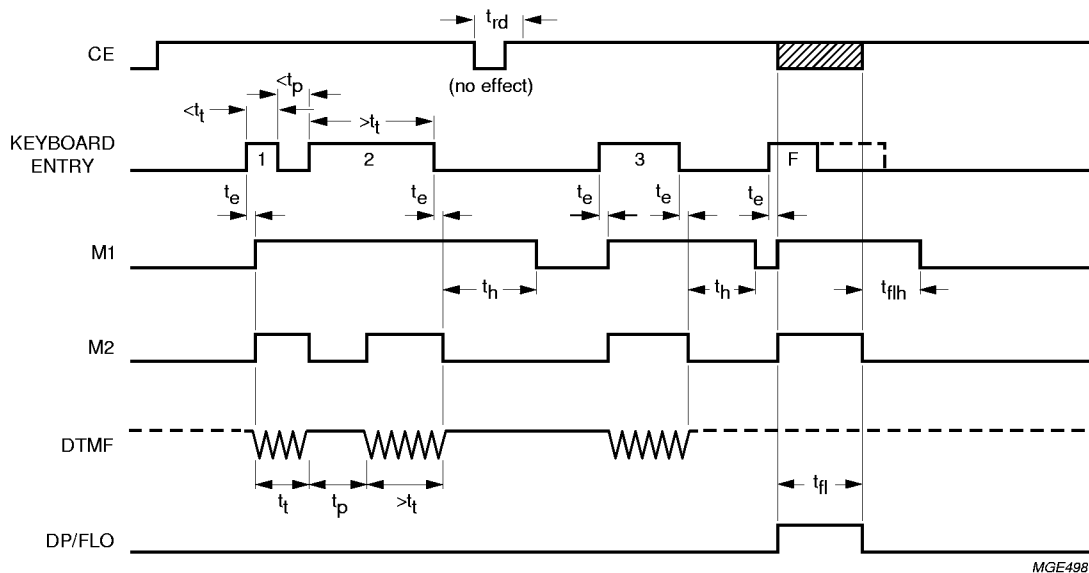 t_rd
CE
(no effect)
<t_p
<t_t
>t_t
KEYBOARD
ENTRY
1
2
3
F
t_e
t_e
t_e
t_e
t_e
M1
t_h
t_h
t_flh
M2
DTMF
t_t
t_p
>t_t
t_fl
DP/FLO
MGE498